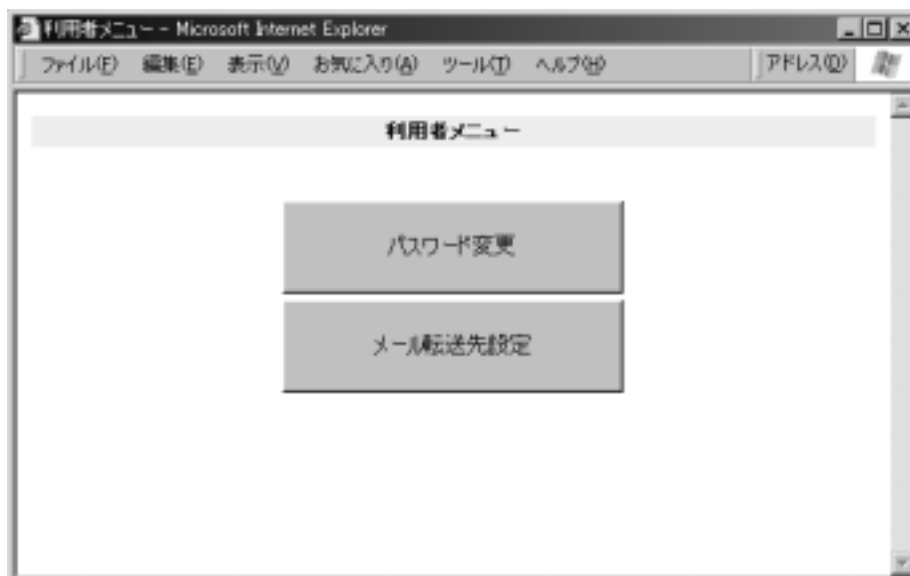 利用者メニュー - Microsoft Internet Explorer
ファイル(F) 編集(E) 表示(V) お気に入り(A) ツール(T) ヘルプ(H) アドレス(D)
利用者メニュー
パスワード変更
メール転送先設定